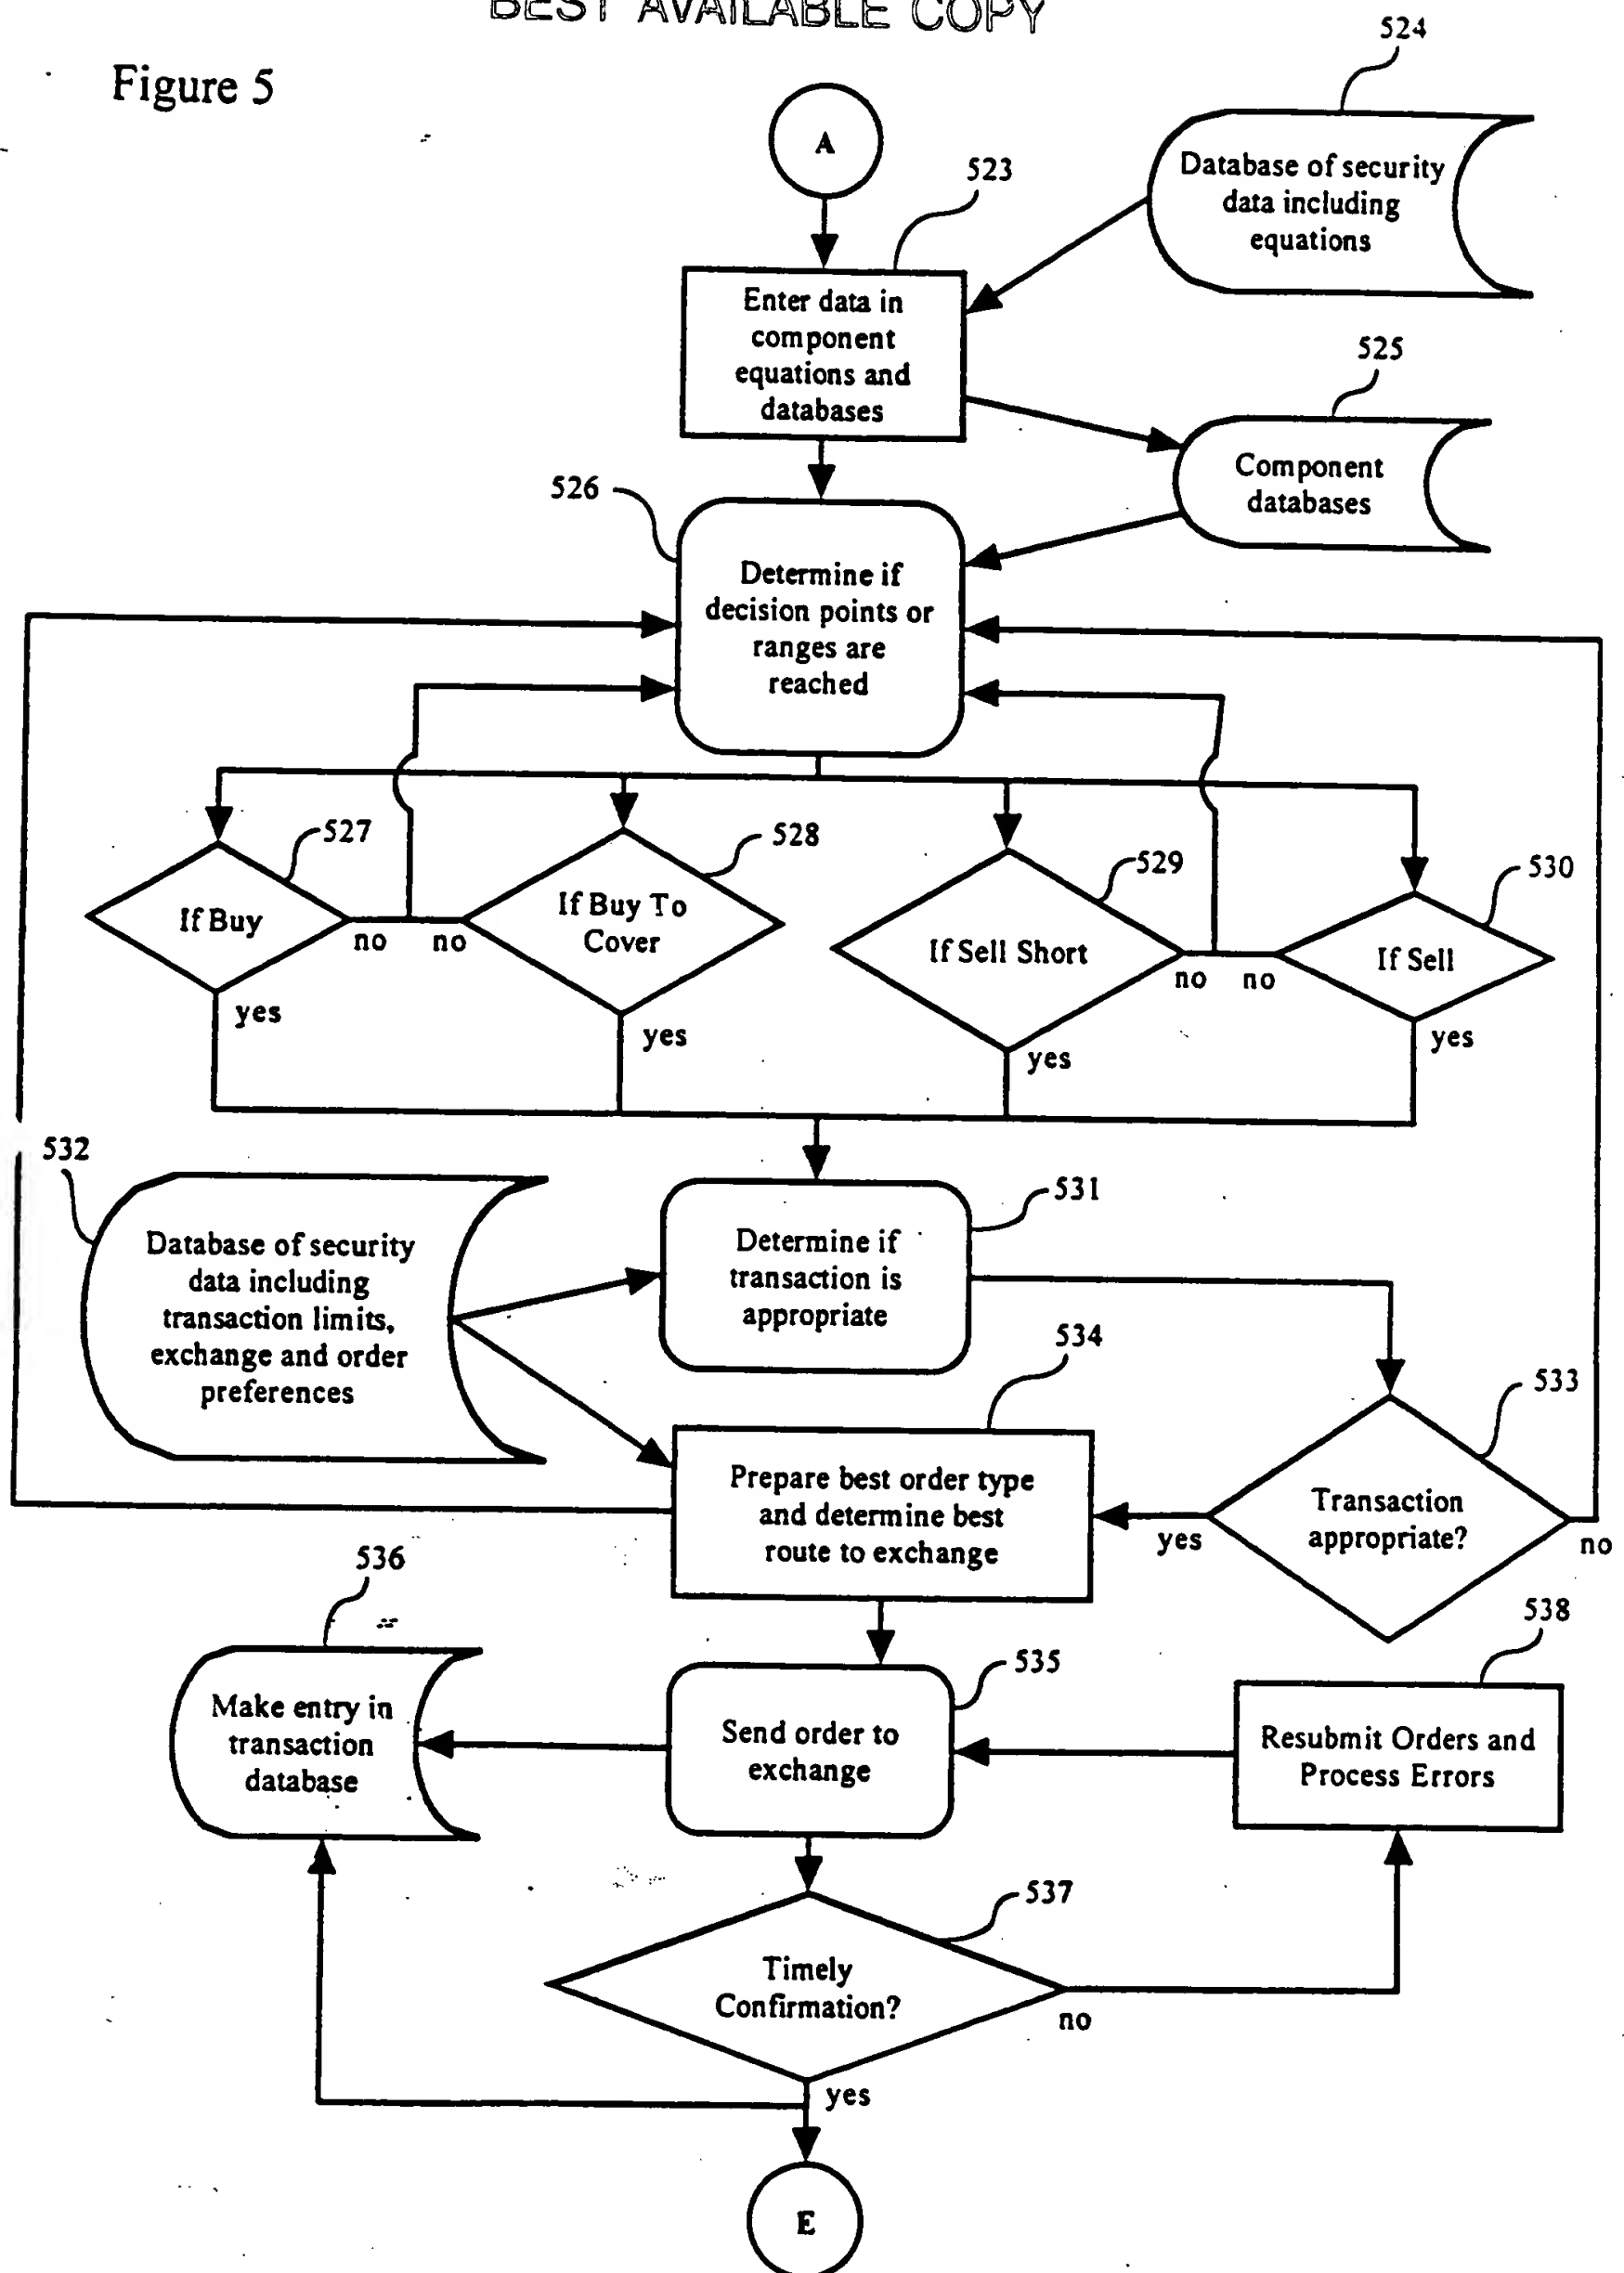 BEST AVAILABLE COPY
Figure 5
524
A
523
Database of security
data including
equations
Enter data in
component
equations and
databases
525
Component
databases
526
Determine if
decision points or
ranges are
reached
527
If Buy
no
yes
528
If Buy To
Cover
no
yes
529
If Sell Short
no
yes
530
If Sell
no
yes
532
Database of security
data including
transaction limits,
exchange and order
preferences
531
Determine if
transaction is
appropriate
534
Prepare best order type
and determine best
route to exchange
533
Transaction
appropriate?
yes
no
536
Make entry in
transaction
database
535
Send order to
exchange
538
Resubmit Orders and
Process Errors
537
Timely
Confirmation?
no
yes
E